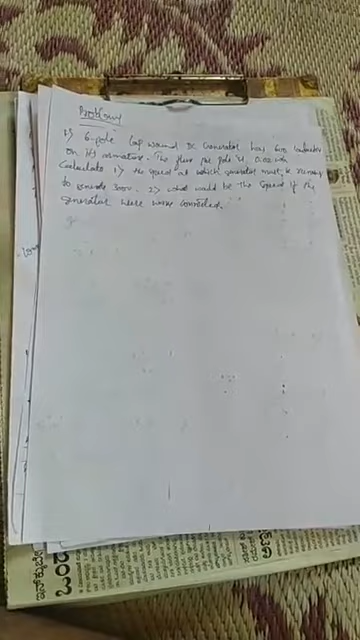 Problems
1) 6-pole lap wound DC Generator has 600 conductors
on its armature. The flux per pole is 0.02 wb
Calculate 1) the speed at which generator must be running
to generate 300V. 2) what would be the speed if the
generator were wave connected.